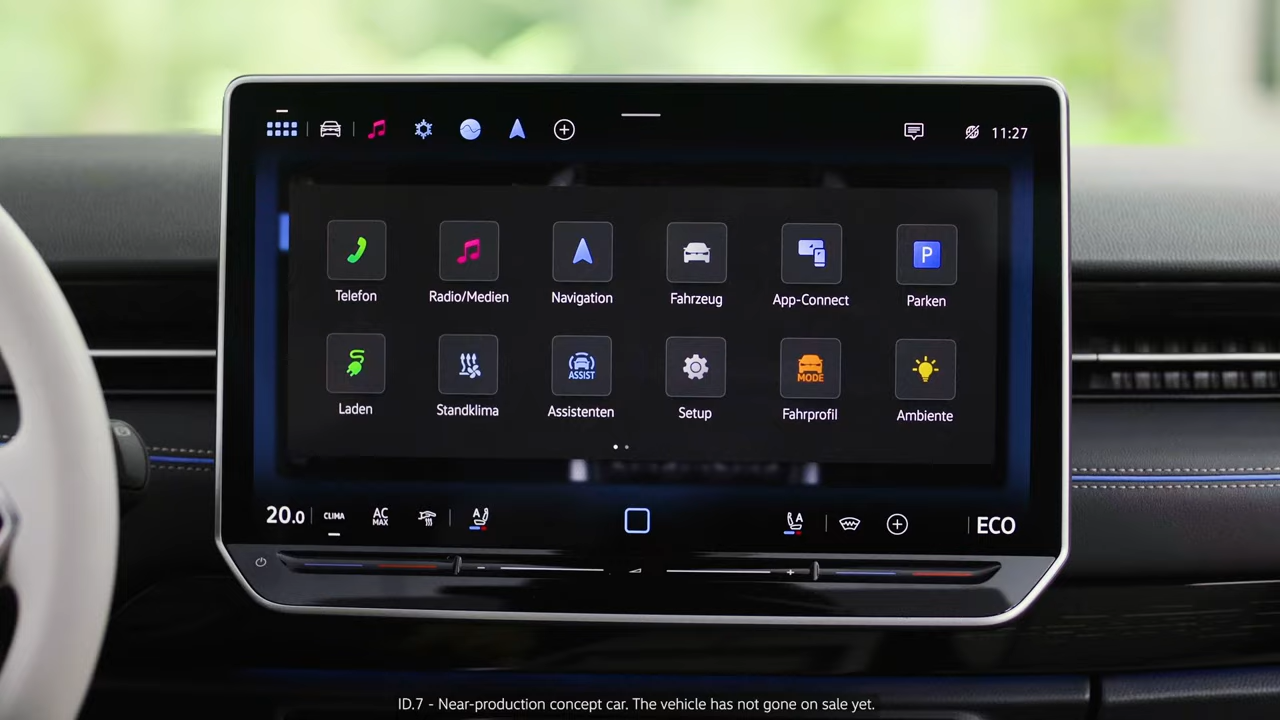 11:27
Telefon
Radio/Medien
Navigation
Fahrzeug
App-Connect
P
Parken
Laden
Standklima
ASSIST
Assistenten
Setup
MODE
Fahrprofil
Ambiente
20.0
CLIMA
AC
MAX
A
A
ECO
- +
ID.7 - Near-production concept car. The vehicle has not gone on sale yet.